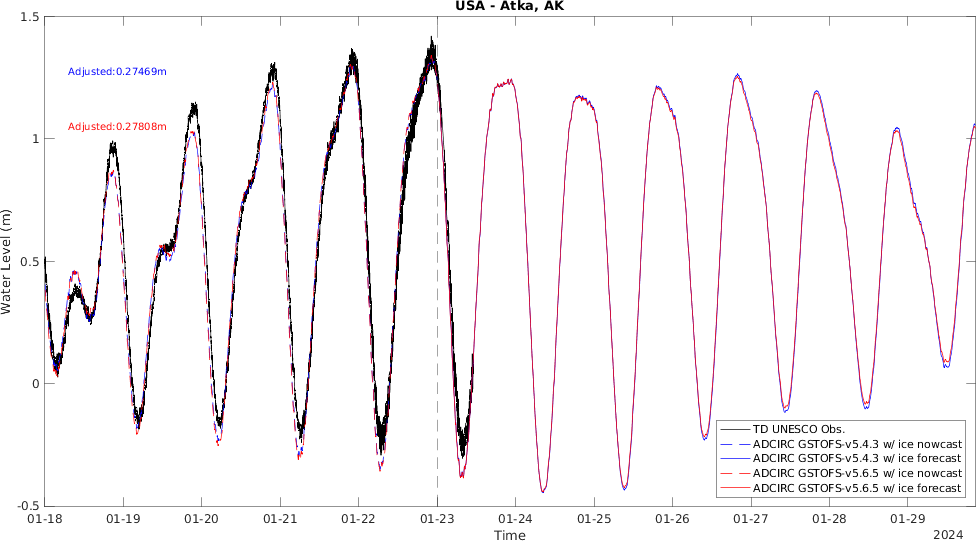 USA - Atka, AK
1.5
Adjusted:0.27469m
Adjusted:0.27808m
1
0.5
0
-0.5
Water Level (m)
TD UNESCO Obs.
ADCIRC GSTOFS-v5.4.3 w/ ice nowcast
ADCIRC GSTOFS-v5.4.3 w/ ice forecast
ADCIRC GSTOFS-v5.6.5 w/ ice nowcast
ADCIRC GSTOFS-v5.6.5 w/ ice forecast
01-18 01-19 01-20 01-21 01-22 01-23 01-24 01-25 01-26 01-27 01-28 01-29
Time
2024